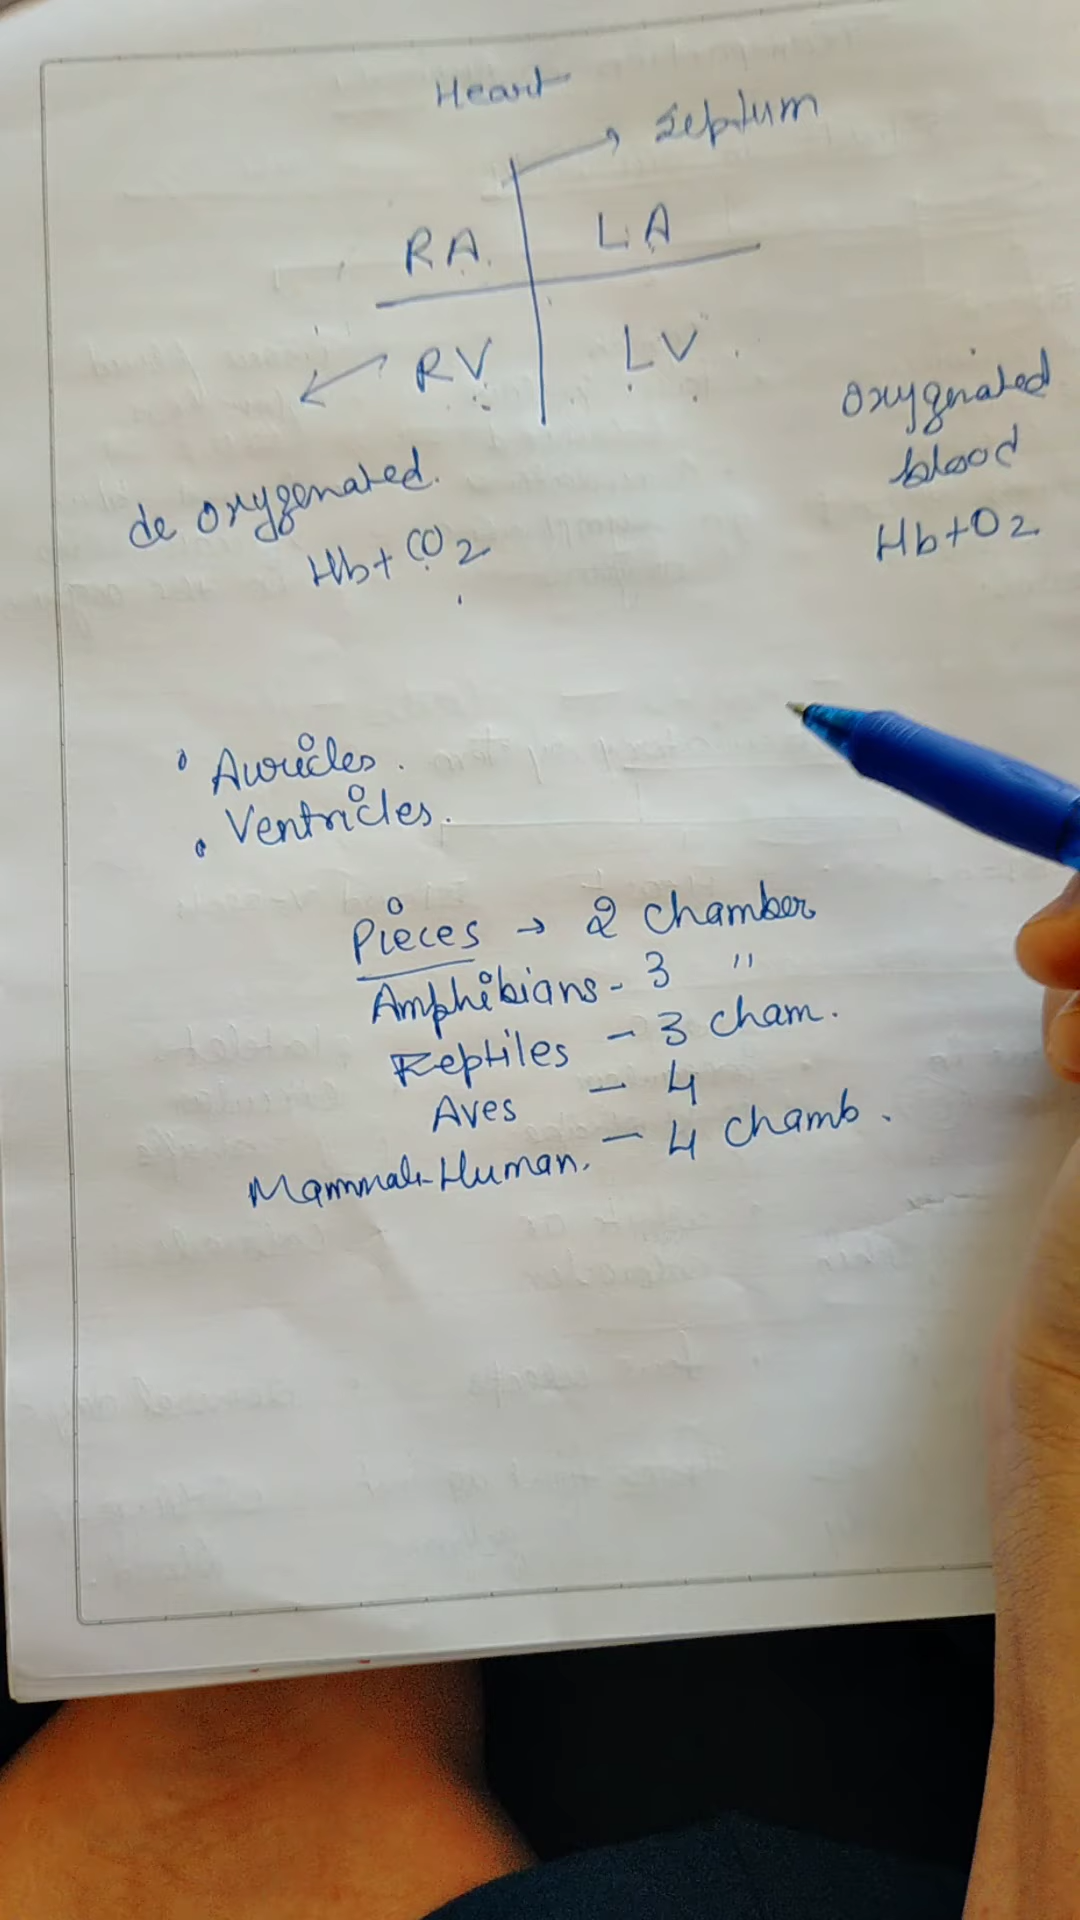 Heart
septum
RA LA
RV LV
de oxygenated.
Hb+CO2
oxygenated
blood
Hb+O2
• Auricles.
• Ventricles.
Pieces → 2 chamber
Amphibians - 3 "
Reptiles - 3 cham.
Aves - 4
Mammals-Human. - 4 chamb.